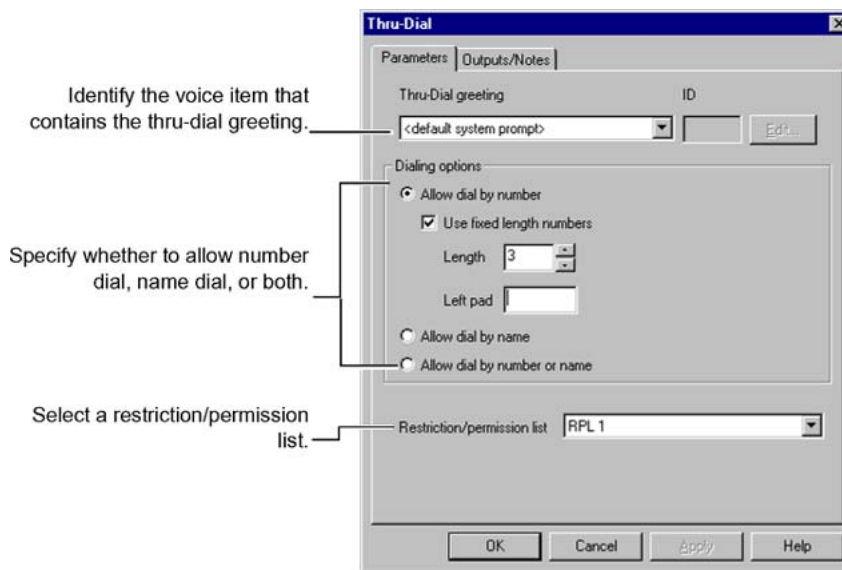 Thru-Dial
Parameters
Outputs/Notes
Identify the voice item that
contains the thru-dial greeting.
Thru-Dial greeting
ID
<default system prompt>
Edit...
Dialing options
Allow dial by number
Use fixed length numbers
Length
3
Left pad
Specify whether to allow number
dial, name dial, or both.
Allow dial by name
Allow dial by number or name
Select a restriction/permission
list.
Restriction/permission list
RPL 1
OK
Cancel
Apply
Help